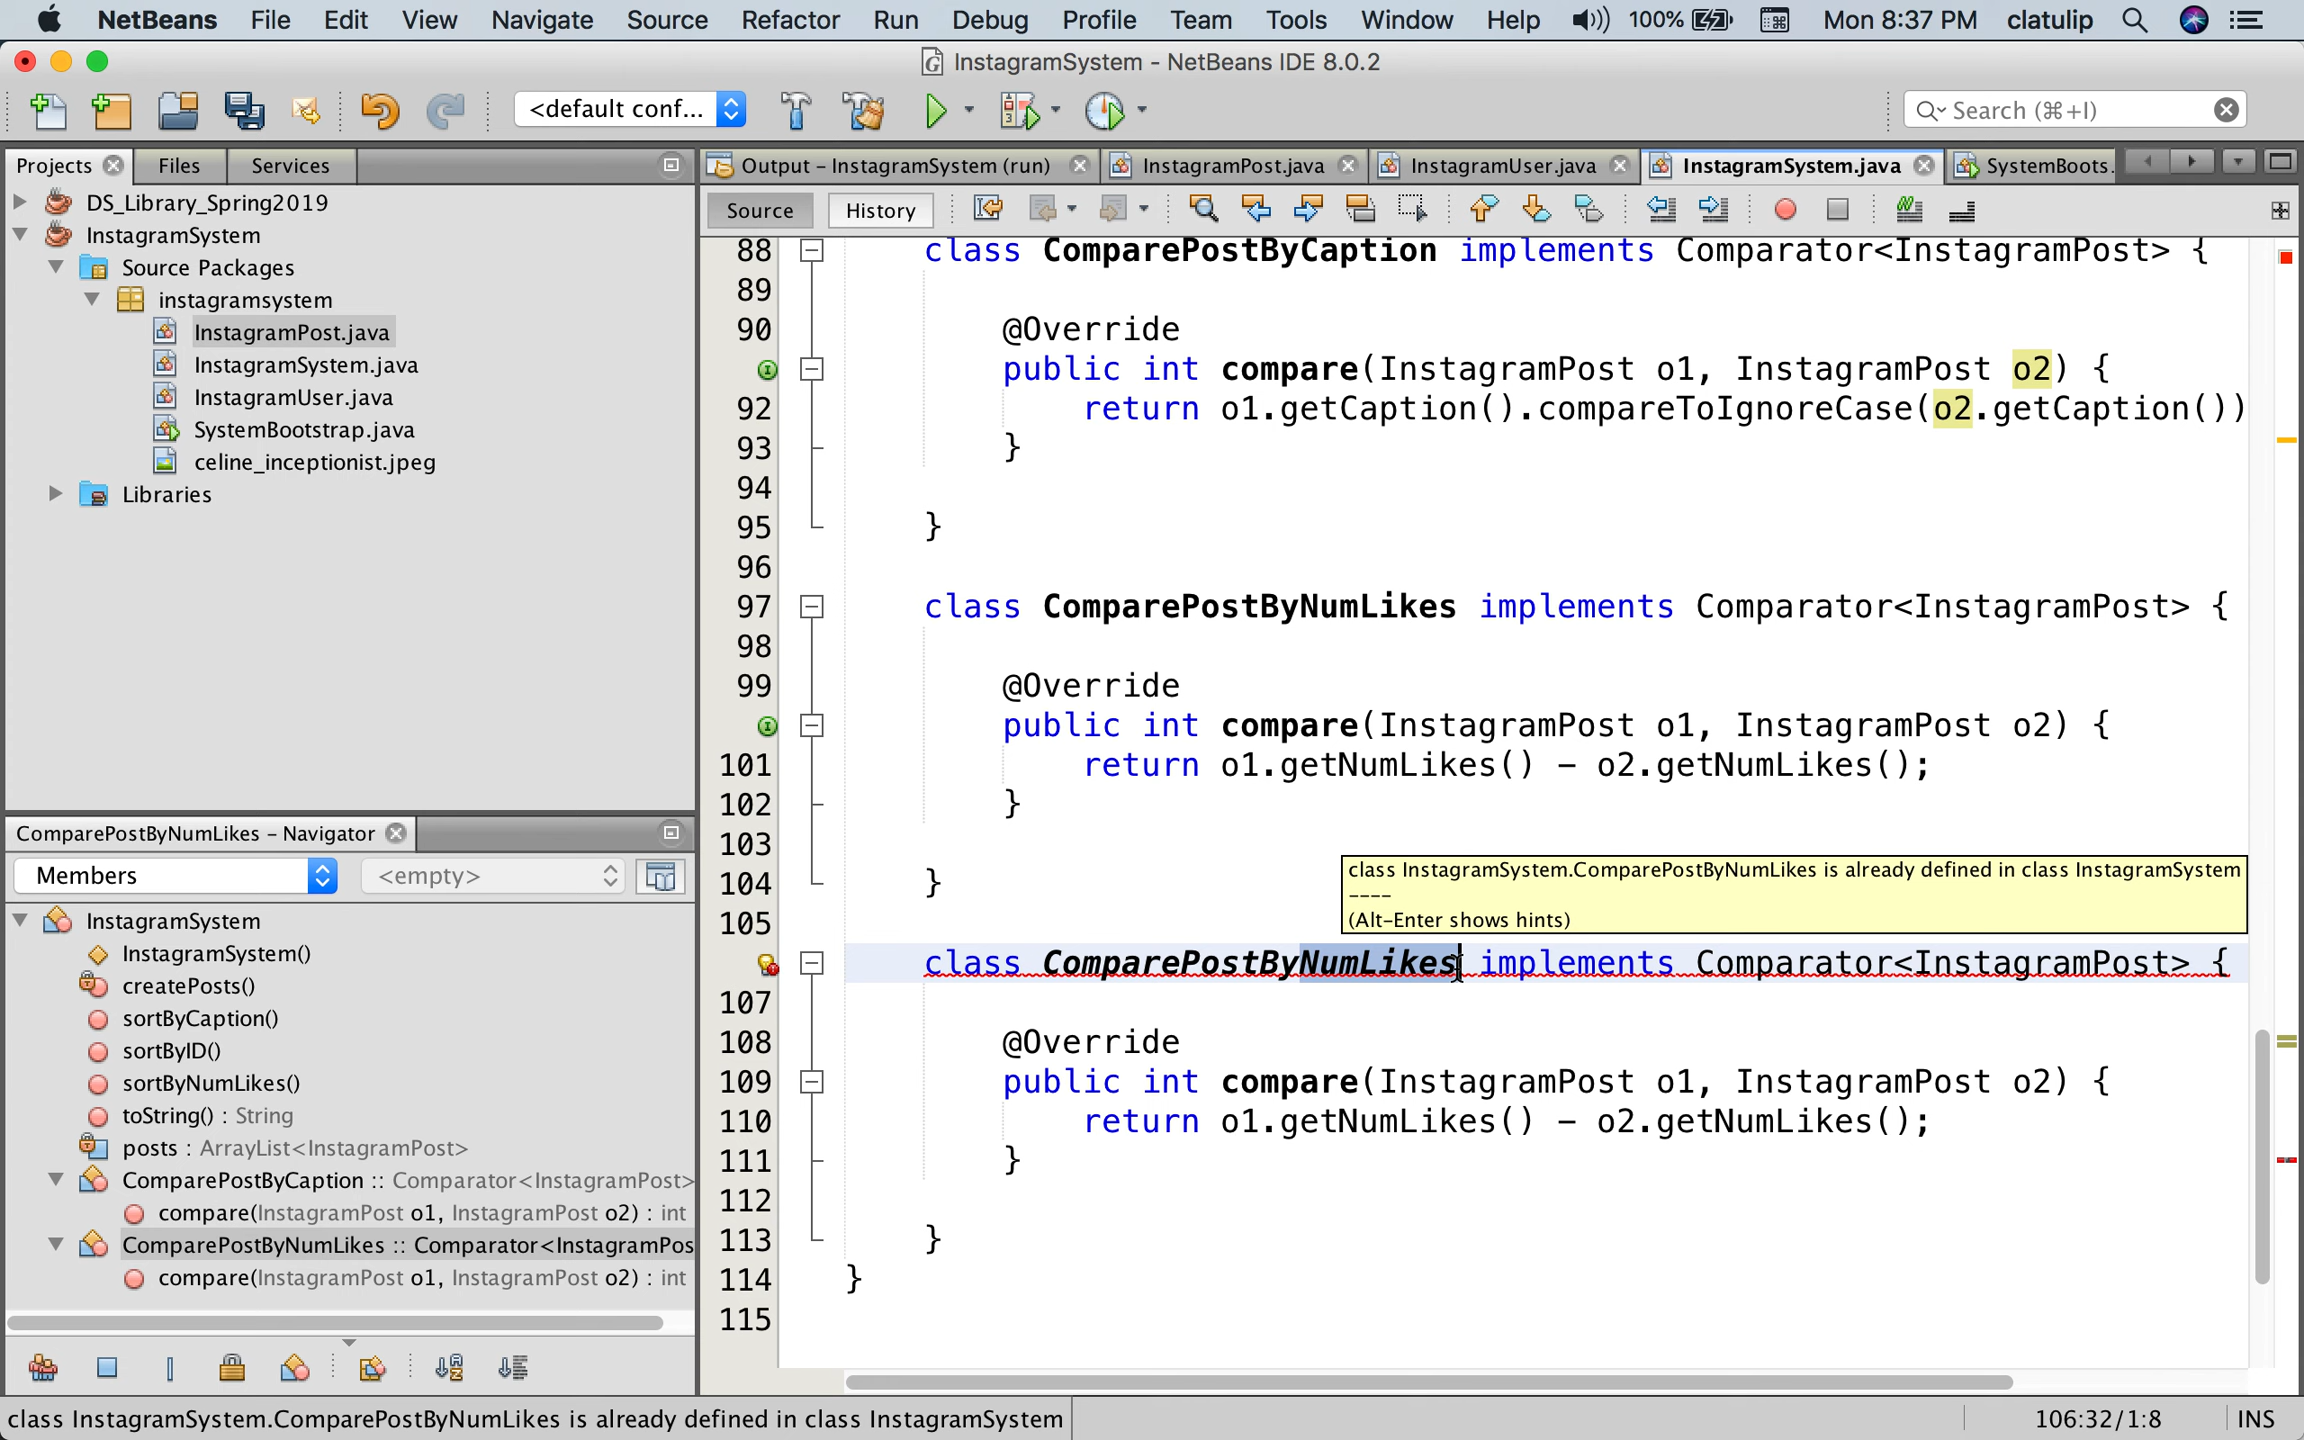 NetBeans File Edit View Navigate Source Refactor Run Debug Profile Team Tools Window Help 100% Mon 8:37 PM clatulip
InstagramSystem - NetBeans IDE 8.0.2
<default conf... Search (⌘+I)
Projects Files Services
DS_Library_Spring2019
InstagramSystem
Source Packages
instagramsystem
InstagramPost.java
InstagramSystem.java
InstagramUser.java
SystemBootstrap.java
celine_inceptionist.jpeg
Libraries
ComparePostByNumLikes - Navigator
Members <empty>
InstagramSystem
InstagramSystem()
createPosts()
sortByCaption()
sortByID()
sortByNumLikes()
toString() : String
posts : ArrayList<InstagramPost>
ComparePostByCaption :: Comparator<InstagramPost>
compare(InstagramPost o1, InstagramPost o2) : int
ComparePostByNumLikes :: Comparator<InstagramPos
compare(InstagramPost o1, InstagramPost o2) : int
Output - InstagramSystem (run) InstagramPost.java InstagramUser.java InstagramSystem.java SystemBoots.
Source History
88 class ComparePostByCaption implements Comparator<InstagramPost> {
89
90 @Override
public int compare(InstagramPost o1, InstagramPost o2) {
92 return o1.getCaption().compareToIgnoreCase(o2.getCaption())
93 }
94
95 }
96
97 class ComparePostByNumLikes implements Comparator<InstagramPost> {
98
99 @Override
public int compare(InstagramPost o1, InstagramPost o2) {
101 return o1.getNumLikes() - o2.getNumLikes();
102 }
103
104 }
105
class InstagramSystem.ComparePostByNumLikes is already defined in class InstagramSystem
----
(Alt-Enter shows hints)
class ComparePostByNumLikes implements Comparator<InstagramPost> {
107
108 @Override
109 public int compare(InstagramPost o1, InstagramPost o2) {
110 return o1.getNumLikes() - o2.getNumLikes();
111 }
112
113 }
114 }
115
class InstagramSystem.ComparePostByNumLikes is already defined in class InstagramSystem 106:32/1:8 INS